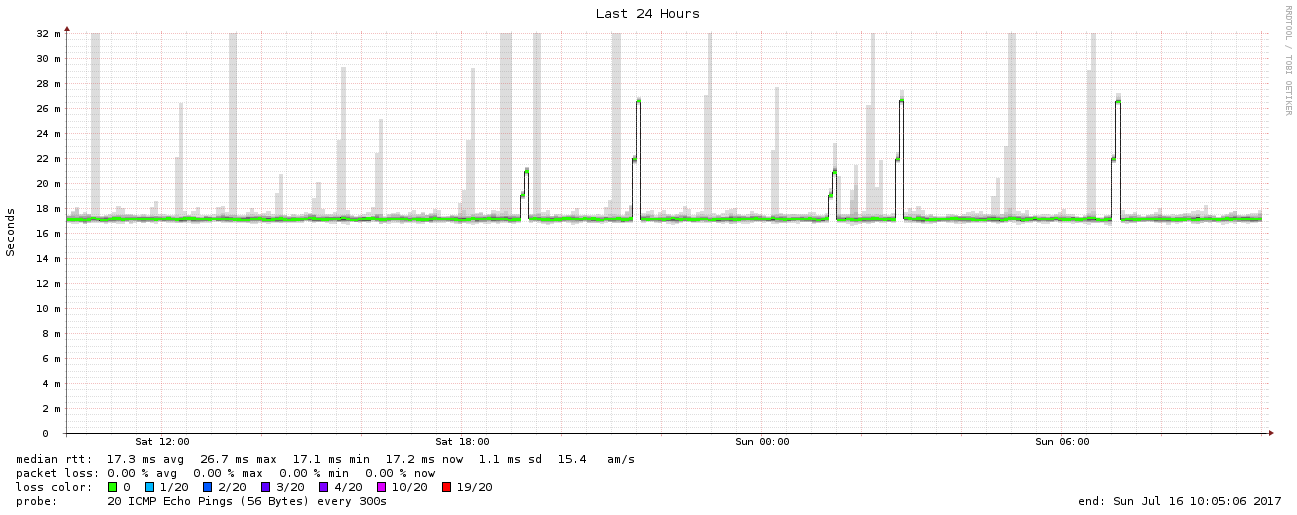 Last 24 Hours
RRDTOOL / TOBI OETIKER
Seconds
32 m
30 m
28 m
26 m
24 m
22 m
20 m
18 m
16 m
14 m
12 m
10 m
8 m
6 m
4 m
2 m
0
Sat 12:00 Sat 18:00 Sun 00:00 Sun 06:00
median rtt: 17.3 ms avg 26.7 ms max 17.1 ms min 17.2 ms now 1.1 ms sd 15.4 am/s
packet loss: 0.00 % avg 0.00 % max 0.00 % min 0.00 % now
loss color: 0 1/20 2/20 3/20 4/20 10/20 19/20
probe: 20 ICMP Echo Pings (56 Bytes) every 300s end: Sun Jul 16 10:05:06 2017